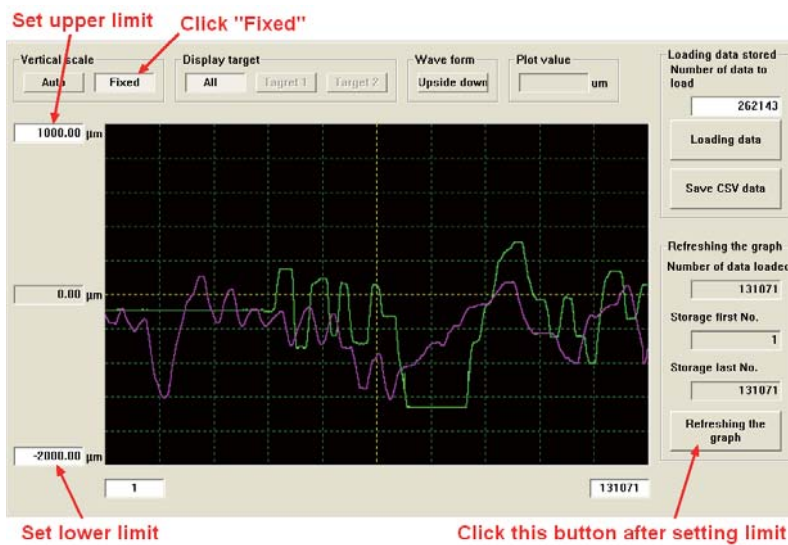 Set upper limit
Click "Fixed"
Vertical scale
Auto
Fixed
Display target
All
Tagret 1
Target 2
Wave form
Upside down
Plot value
um
Loading data stored
Number of data to
load
262143
Loading data
Save CSV data
1000.00 µm
0.00 µm
-2000.00 µm
1
131071
Refreshing the graph
Number of data loaded
131071
Storage first No.
1
Storage last No.
131071
Refreshing the
graph
Set lower limit
Click this button after setting limit